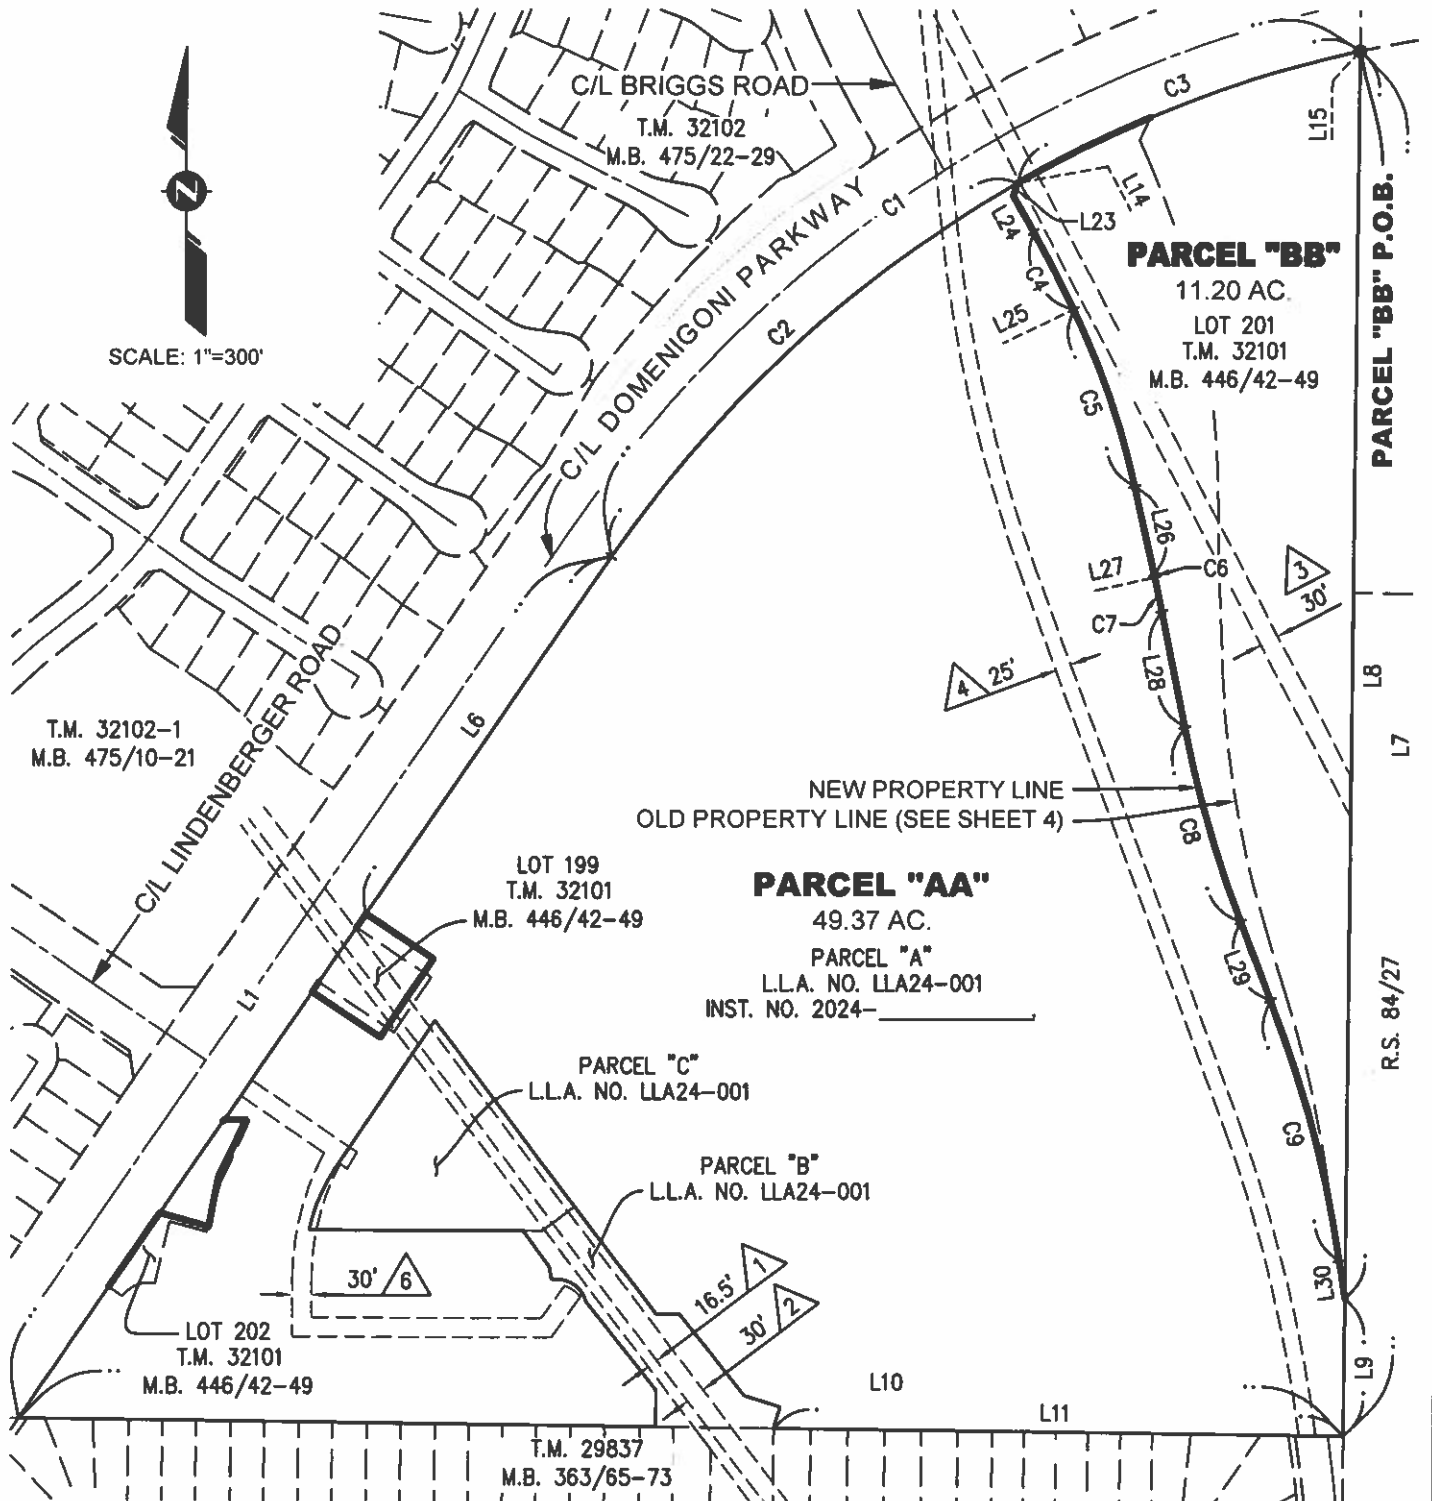 C/L BRIGGS ROAD
T.M. 32102
M.B. 475/22-29
C3
L15
N
SCALE: 1"=300'
C/L DOMENIGONI PARKWAY
C1
C2
L14
L23
L24
C4
L25
PARCEL "BB"
11.20 AC.
LOT 201
T.M. 32101
M.B. 446/42-49
PARCEL "BB" P.O.B.
C5
L26
L27
C6
C7
3
30'
4
25'
L28
L8
L7
L6
T.M. 32102-1
M.B. 475/10-21
C/L LINDENBERGER ROAD
NEW PROPERTY LINE
OLD PROPERTY LINE (SEE SHEET 4)
C8
LOT 199
T.M. 32101
M.B. 446/42-49
PARCEL "AA"
49.37 AC.
PARCEL "A"
L.L.A. NO. LLA24-001
INST. NO. 2024-
L29
R.S. 84/27
L1
PARCEL "C"
L.L.A. NO. LLA24-001
C9
PARCEL "B"
L.L.A. NO. LLA24-001
30'
6
16.5'
1
30'
2
L30
LOT 202
T.M. 32101
M.B. 446/42-49
L9
L10
L11
T.M. 29837
M.B. 363/65-73